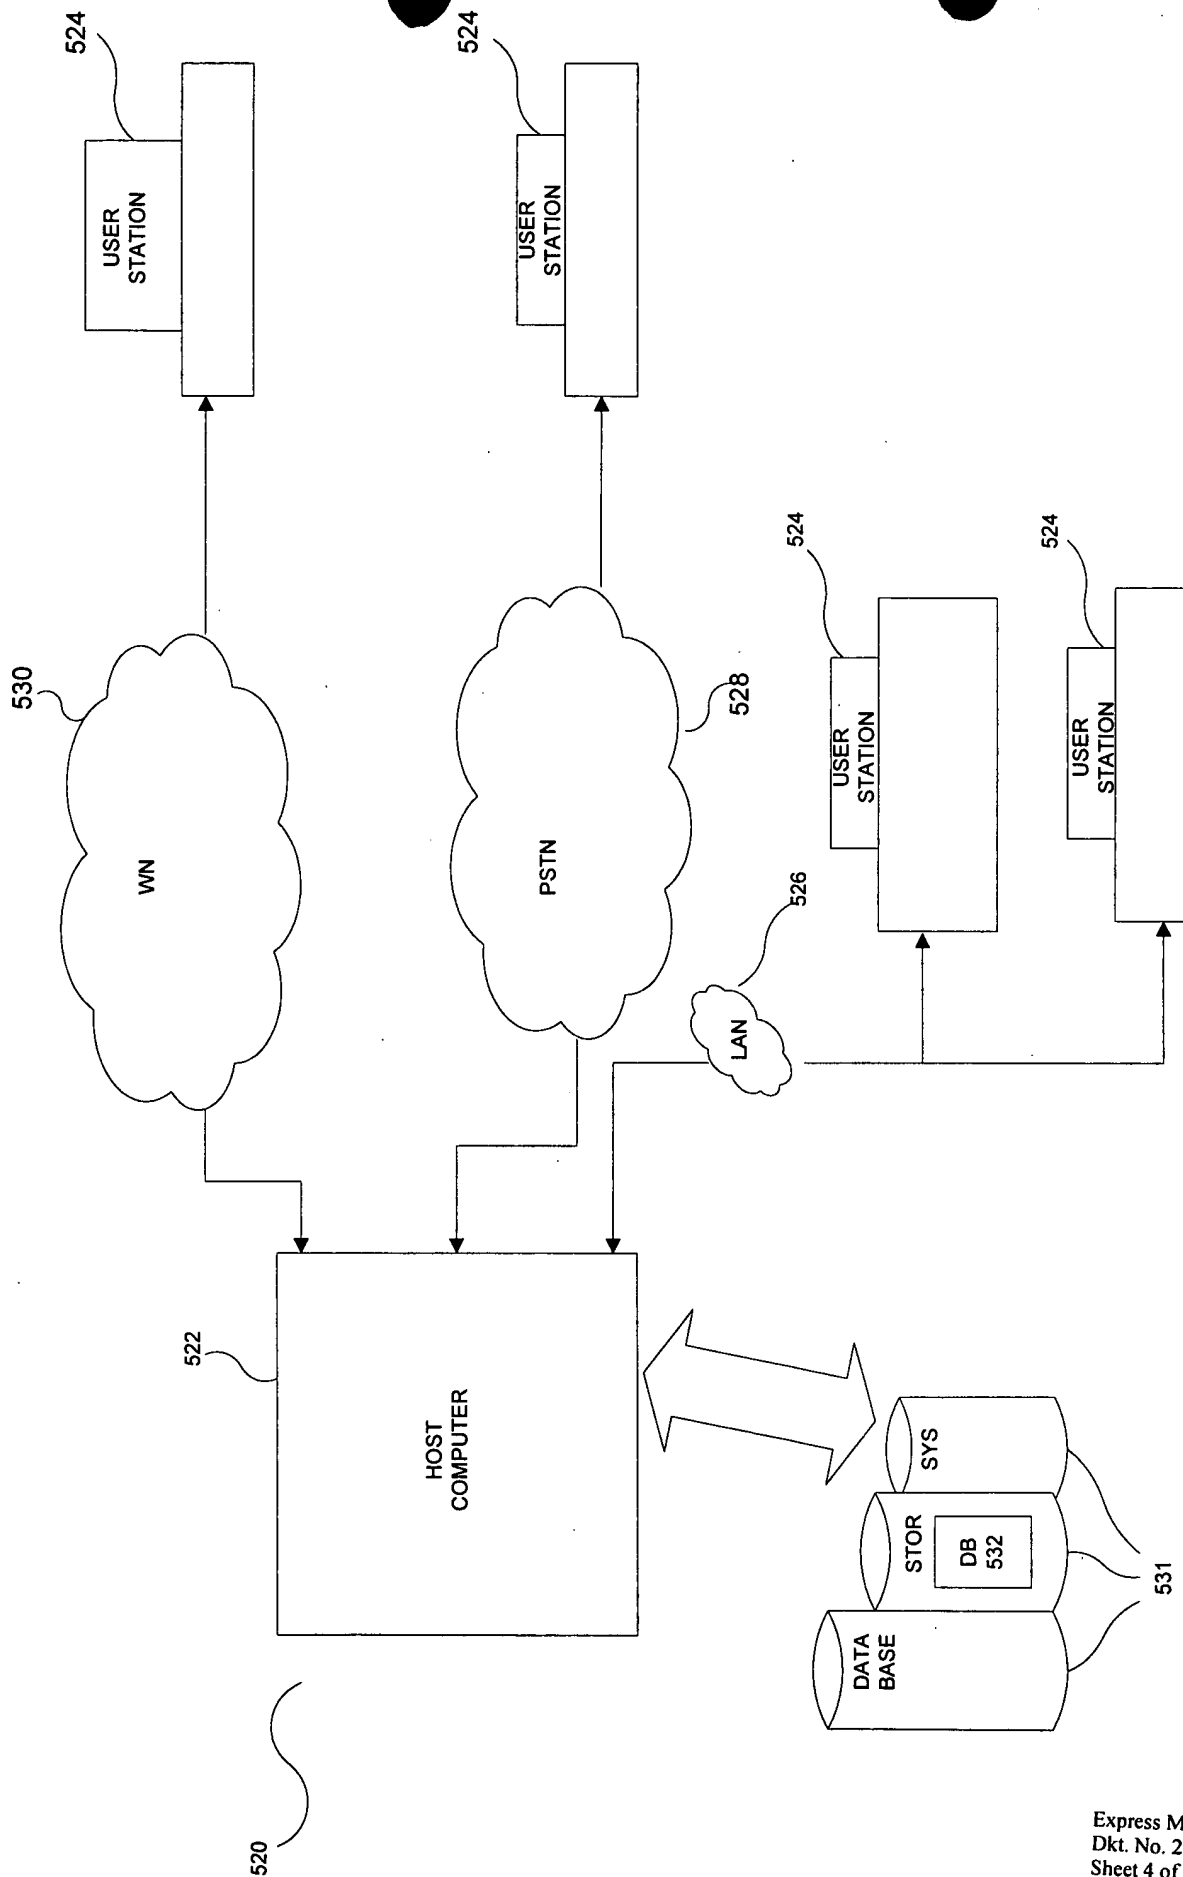 520
522
HOST
COMPUTER
530
WN
524
USER
STATION
PSTN
528
524
USER
STATION
LAN
526
524
USER
STATION
524
USER
STATION
DATA
BASE
STOR
DB
532
SYS
531
Express M
Dkt. No. 2
Sheet 4 of